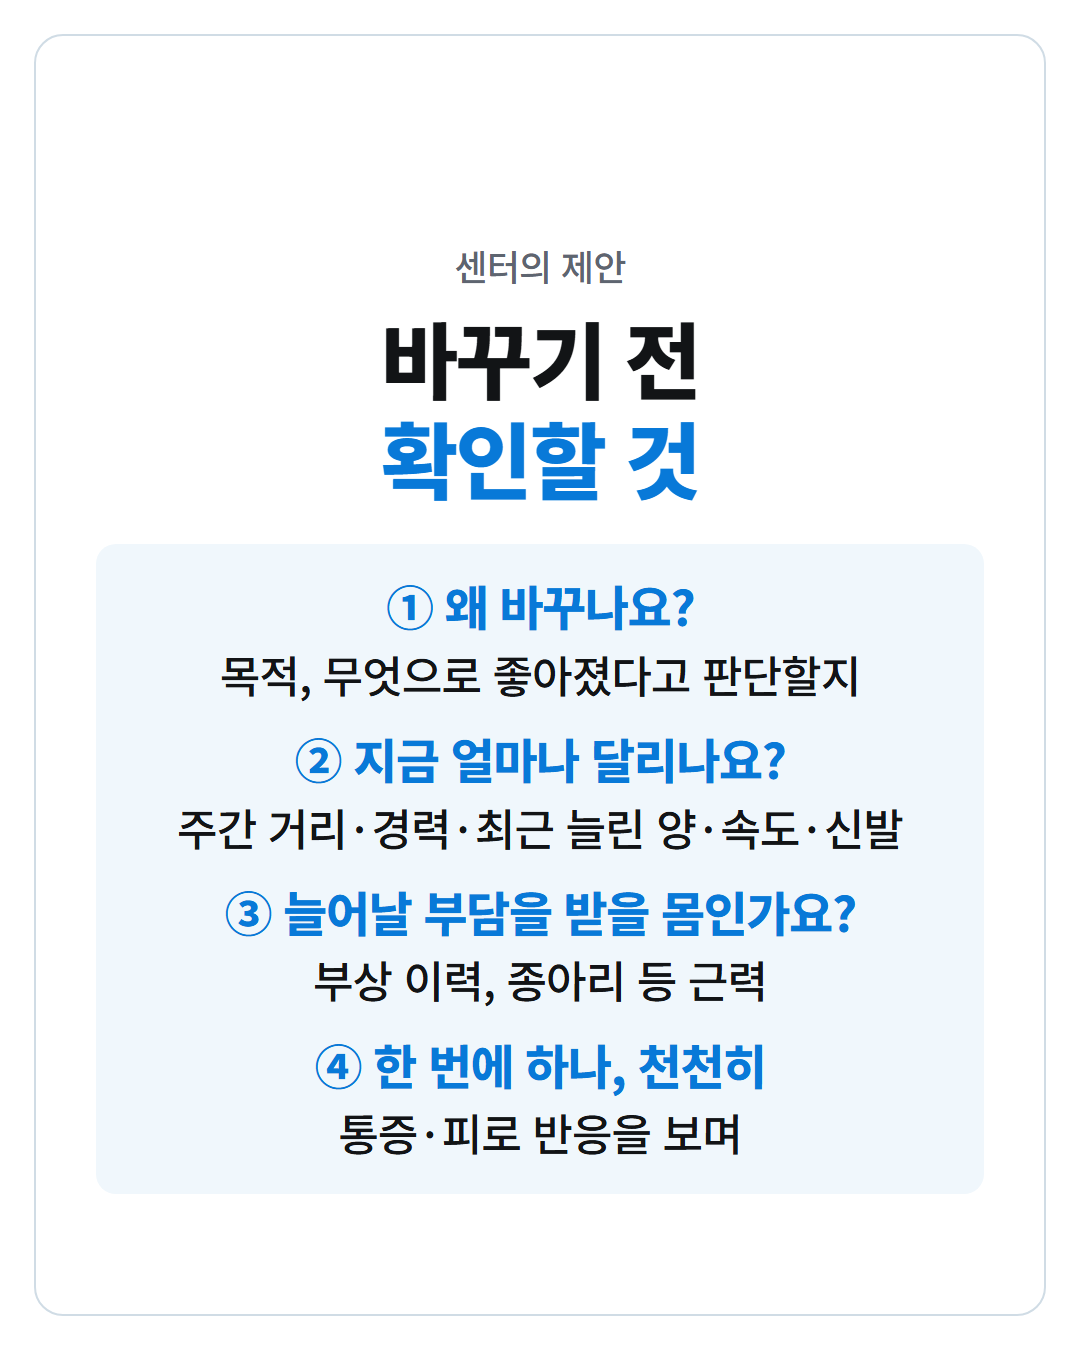 센터의 제안
바꾸기 전
확인할 것
① 왜 바꾸나요?
목적, 무엇으로 좋아졌다고 판단할지
② 지금 얼마나 달리나요?
주간 거리·경력·최근 늘린 양·속도·신발
③ 늘어날 부담을 받을 몸인가요?
부상 이력, 종아리 등 근력
④ 한 번에 하나, 천천히
통증·피로 반응을 보며